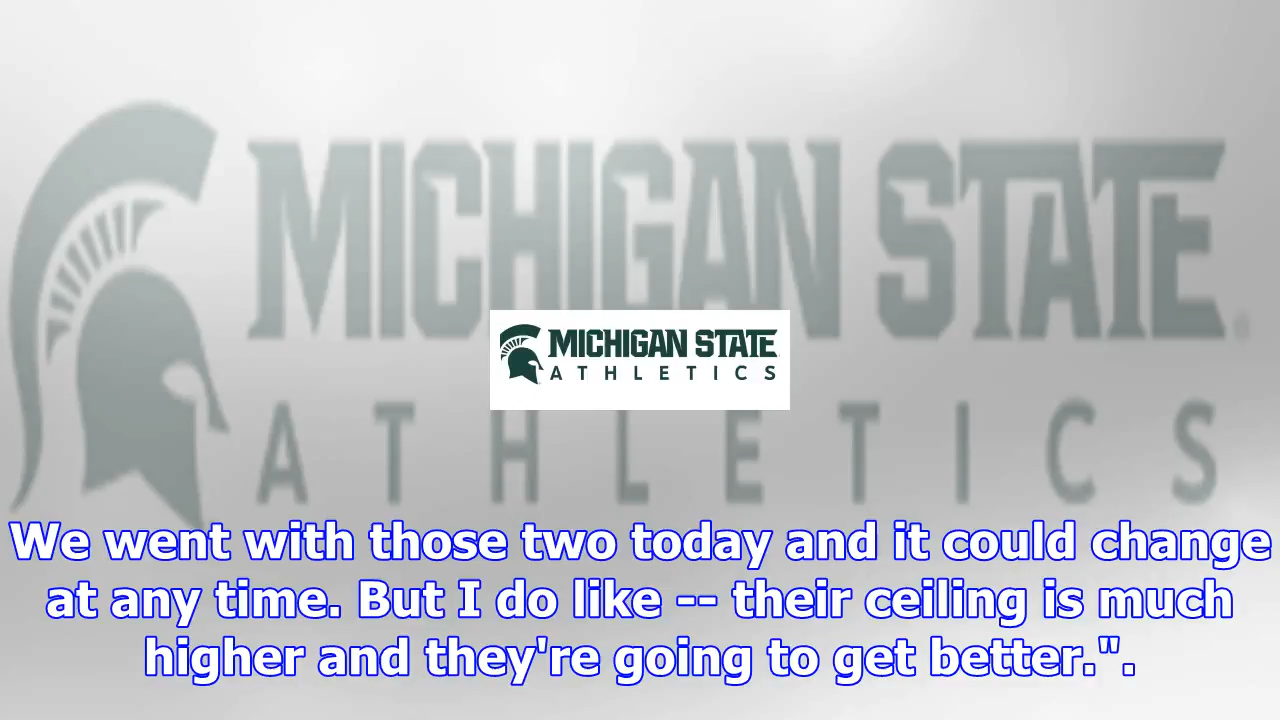 MICHIGAN STATE
ATHLETICS
MICHIGAN STATE
ATHLETICS
We went with those two today and it could change
at any time. But I do like -- their ceiling is much
higher and they're going to get better.".